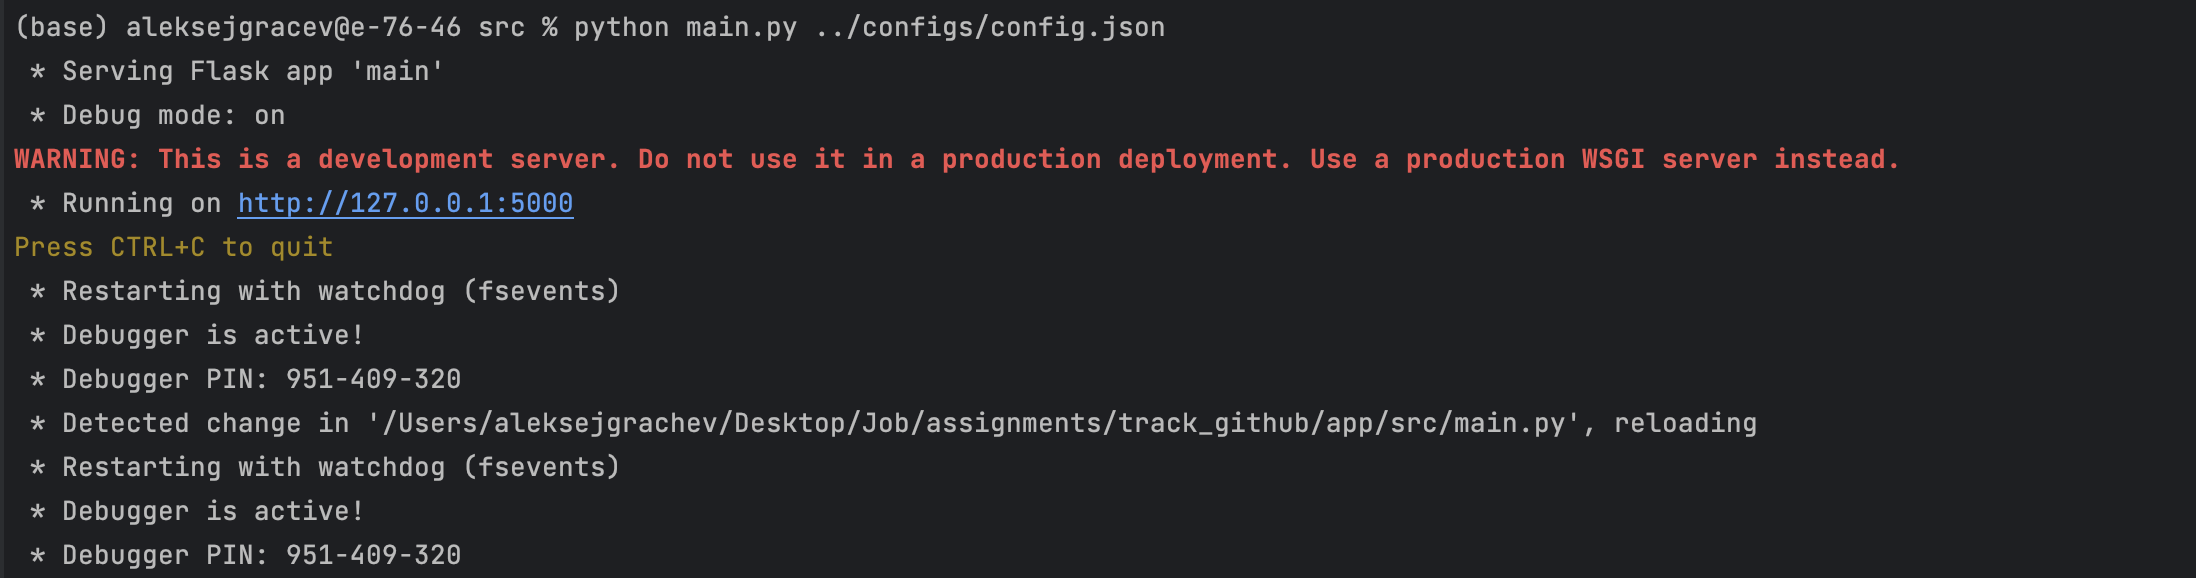 (base) aleksejgracev@e-76-46 src % python main.py ../configs/config.json
* Serving Flask app 'main'
* Debug mode: on
WARNING: This is a development server. Do not use it in a production deployment. Use a production WSGI server instead.
* Running on http://127.0.0.1:5000
Press CTRL+C to quit
* Restarting with watchdog (fsevents)
* Debugger is active!
* Debugger PIN: 951-409-320
* Detected change in '/Users/aleksejgrachev/Desktop/Job/assignments/track_github/app/src/main.py', reloading
* Restarting with watchdog (fsevents)
* Debugger is active!
* Debugger PIN: 951-409-320